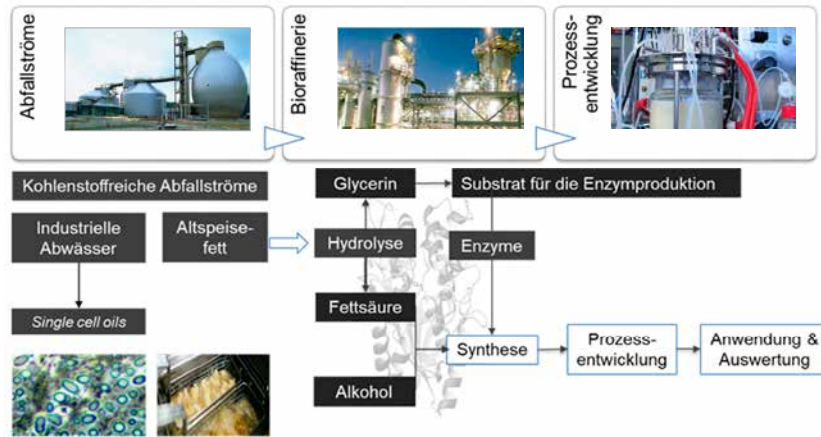 Abfallströme
Bioraffinerie
Prozess-
entwicklung
Kohlenstoffreiche Abfallströme
Industrielle
Abwässer
Altspeise-
fett
Single cell oils
Glycerin
Substrat für die Enzymproduktion
Hydrolyse
Enzyme
Fettsäure
Alkohol
Synthese
Prozess-
entwicklung
Anwendung &
Auswertung